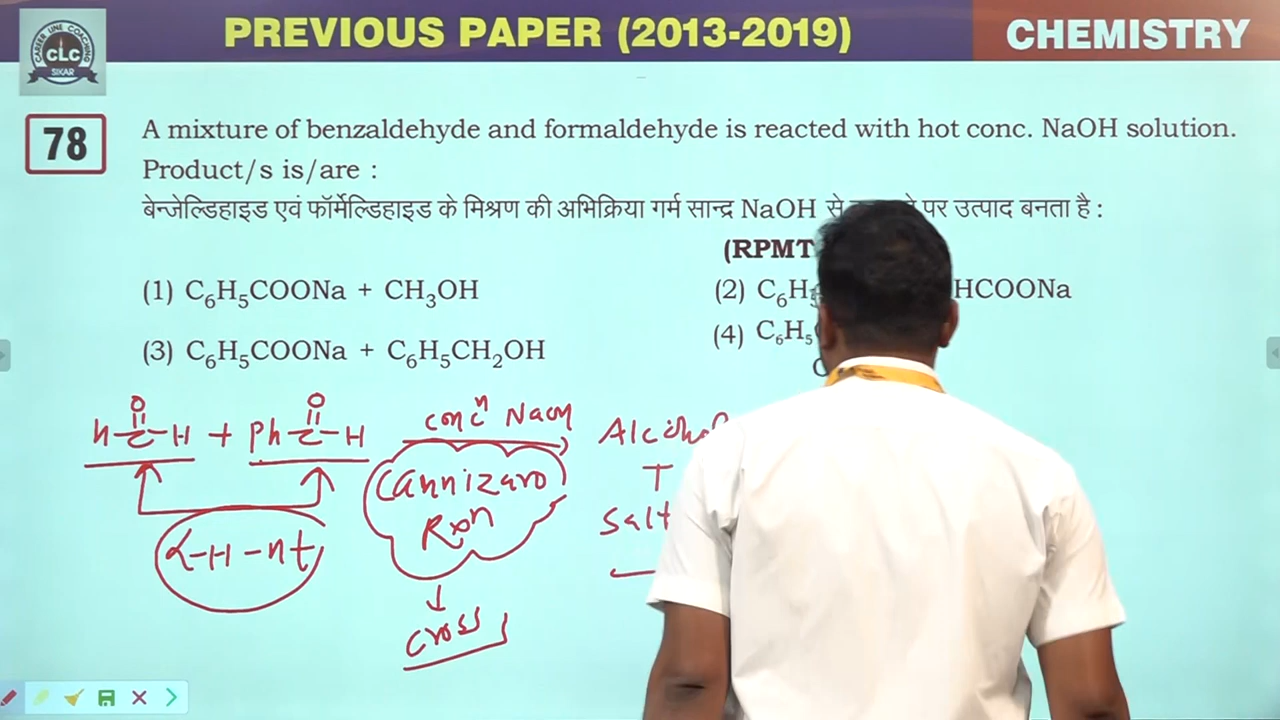 PREVIOUS PAPER (2013-2019)
CHEMISTRY
CAREER LINE COACHING
CLC
SIKAR
78
A mixture of benzaldehyde and formaldehyde is reacted with hot conc. NaOH solution.
Product/s is/are :
बेन्जेल्डिहाइड एवं फॉर्मेल्डिहाइड के मिश्रण की अभिक्रिया गर्म सान्द्र NaOH से पर उत्पाद बनता है :
(RPMT
(1) C₆H₅COONa + CH₃OH
(2) C₆H₅ HCOONa
(3) C₆H₅COONa + C₆H₅CH₂OH
(4) C₆H₅
O O
H-C-H + Ph-C-H concⁿ NaOH Alcohol
+
Cannizaro Salt
Rxn
α-H-nt
cross